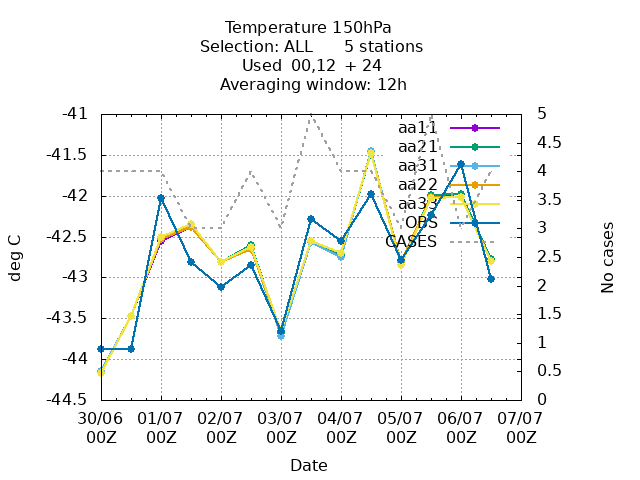 Temperature 150hPa
Selection: ALL 5 stations
Used 00,12 + 24
Averaging window: 12h
-41
-41.5
-42
-42.5
-43
-43.5
-44
-44.5
deg C
5
4.5
4
3.5
3
2.5
2
1.5
1
0.5
0
No cases
aa11
aa21
aa31
aa22
aa33
OBS
CASES
30/06 01/07 02/07 03/07 04/07 05/07 06/07 07/07
00Z 00Z 00Z 00Z 00Z 00Z 00Z 00Z
Date